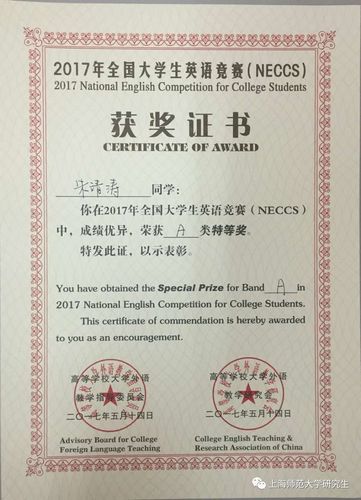 2017年全国大学生英语竞赛（NECCS）
2017 National English Competition for College Students
获奖证书
CERTIFICATE OF AWARD
宋清涛 同学：
你在2017年全国大学生英语竞赛（NECCS）
中，成绩优异，荣获 A 类特等奖。
特发此证，以示表彰。
You have obtained the Special Prize for Band A in
2017 National English Competition for College Students.
This certificate of commendation is hereby awarded
to you as an encouragement.
高等学校大学外语
教学指导委员会
二〇一七年五月十四日
Advisory Board for College
Foreign Language Teaching
高等学校大学外语
教学研究会
二〇一七年五月十四日
College English Teaching &
Research Association of China
上海师范大学研究生